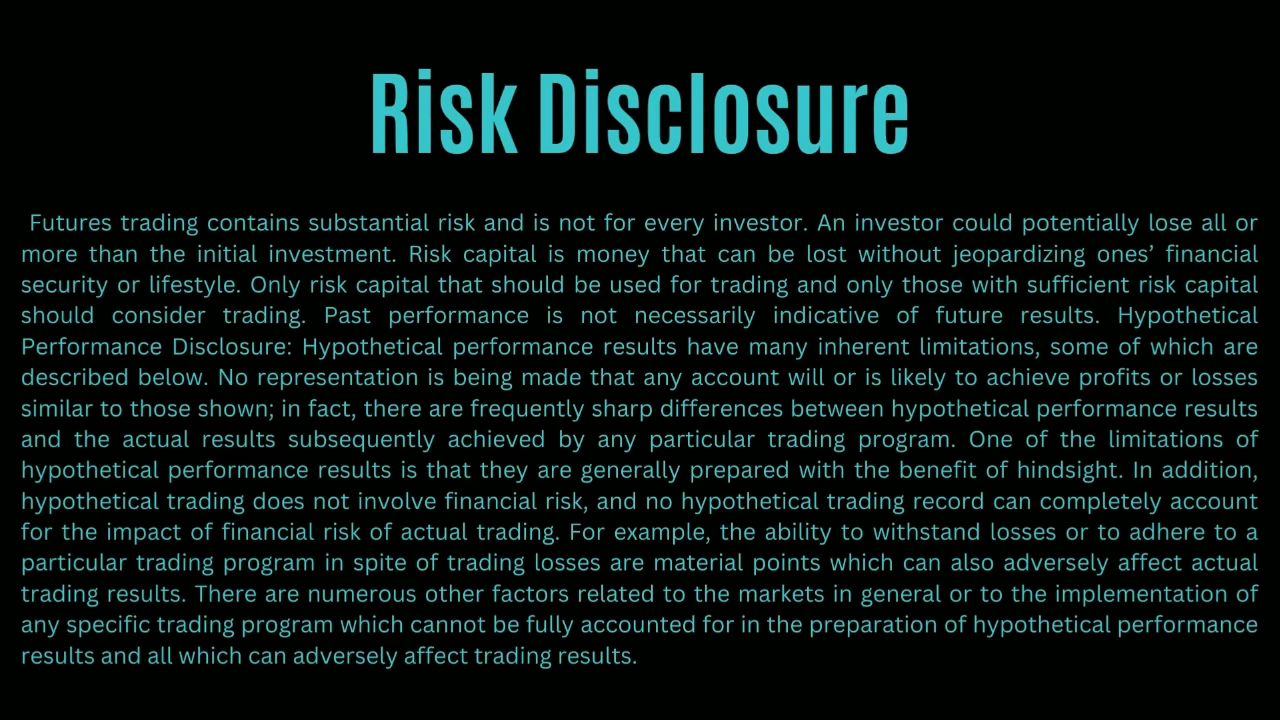 Risk Disclosure
Futures trading contains substantial risk and is not for every investor. An investor could potentially lose all or
more than the initial investment. Risk capital is money that can be lost without jeopardizing ones’ financial
security or lifestyle. Only risk capital that should be used for trading and only those with sufficient risk capital
should consider trading. Past performance is not necessarily indicative of future results. Hypothetical
Performance Disclosure: Hypothetical performance results have many inherent limitations, some of which are
described below. No representation is being made that any account will or is likely to achieve profits or losses
similar to those shown; in fact, there are frequently sharp differences between hypothetical performance results
and the actual results subsequently achieved by any particular trading program. One of the limitations of
hypothetical performance results is that they are generally prepared with the benefit of hindsight. In addition,
hypothetical trading does not involve financial risk, and no hypothetical trading record can completely account
for the impact of financial risk of actual trading. For example, the ability to withstand losses or to adhere to a
particular trading program in spite of trading losses are material points which can also adversely affect actual
trading results. There are numerous other factors related to the markets in general or to the implementation of
any specific trading program which cannot be fully accounted for in the preparation of hypothetical performance
results and all which can adversely affect trading results.